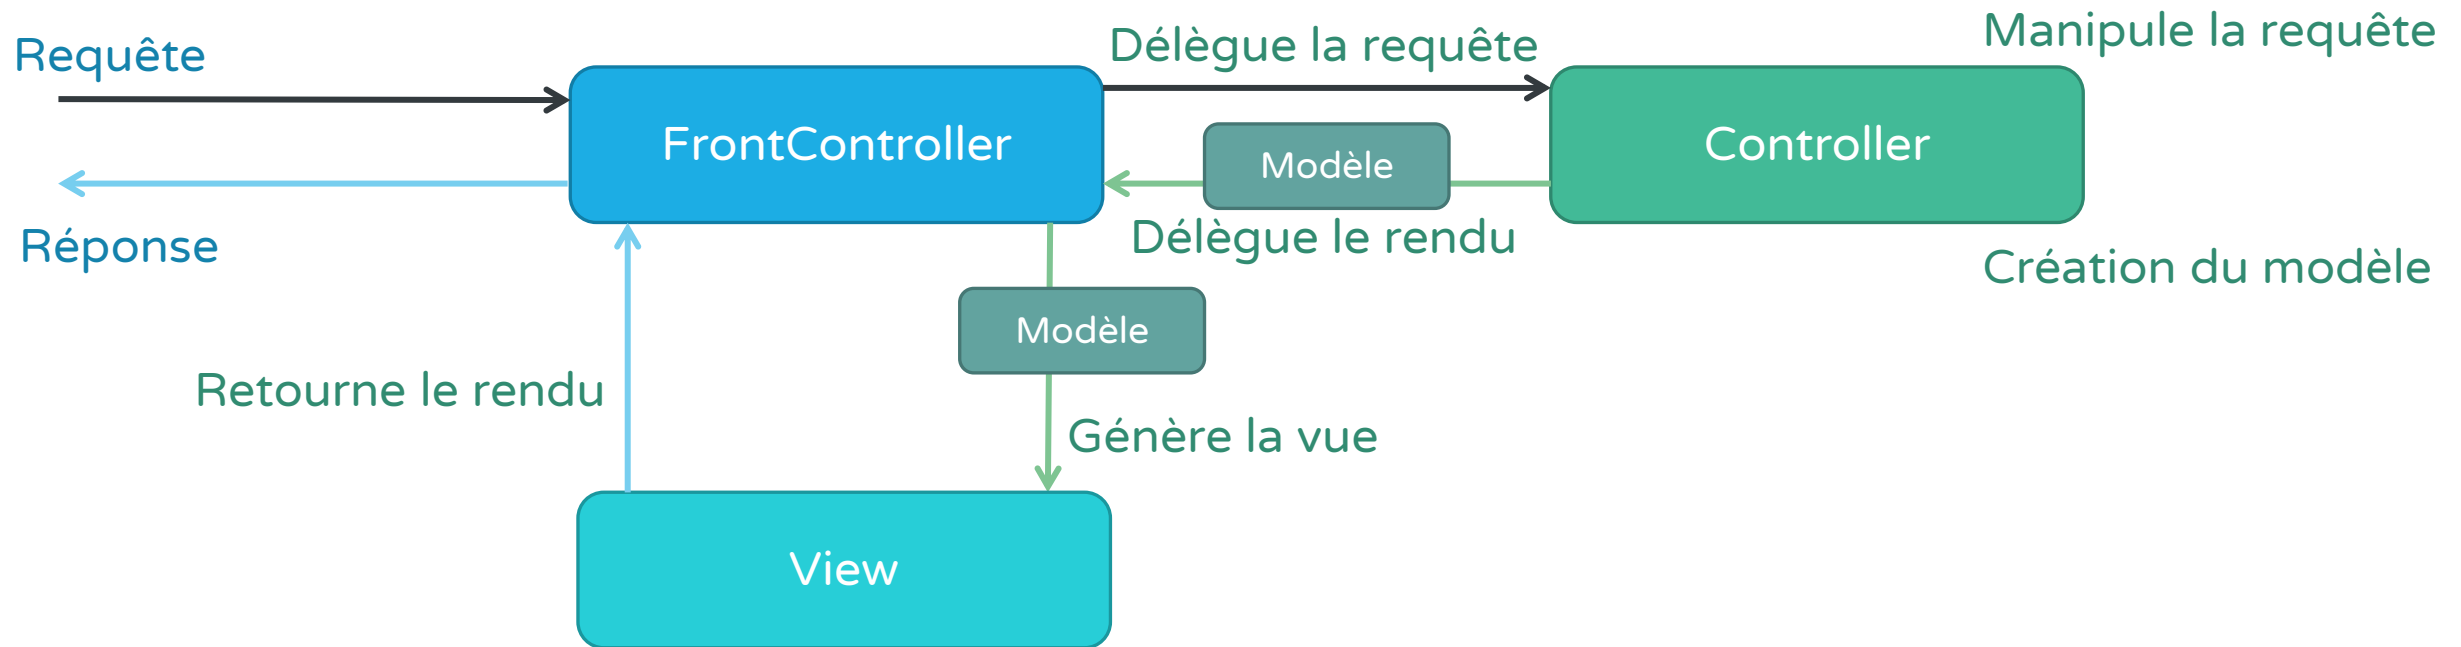 Requête
Délègue la requête
Manipule la requête
FrontController
Controller
Modèle
Réponse
Délègue le rendu
Création du modèle
Modèle
Retourne le rendu
Génère la vue
View